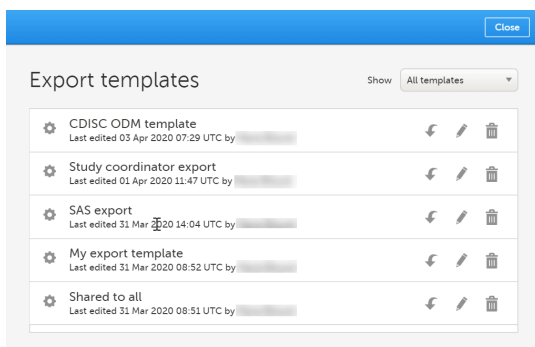 Close
Export templates
Show All templates
CDISC ODM template
Last edited 03 Apr 2020 07:29 UTC by
Study coordinator export
Last edited 01 Apr 2020 11:47 UTC by
SAS export
Last edited 31 Mar 2020 14:04 UTC by
My export template
Last edited 31 Mar 2020 08:52 UTC by
Shared to all
Last edited 31 Mar 2020 08:51 UTC by